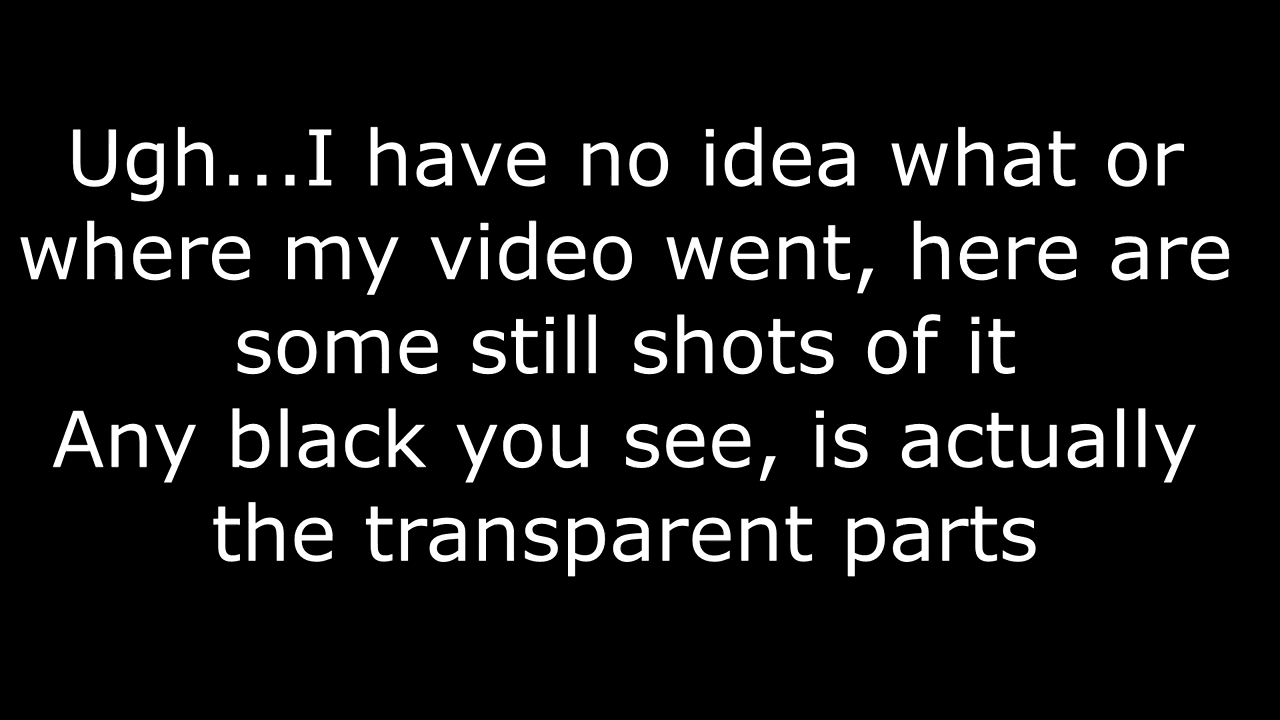 Ugh...I have no idea what or
where my video went, here are
some still shots of it
Any black you see, is actually
the transparent parts